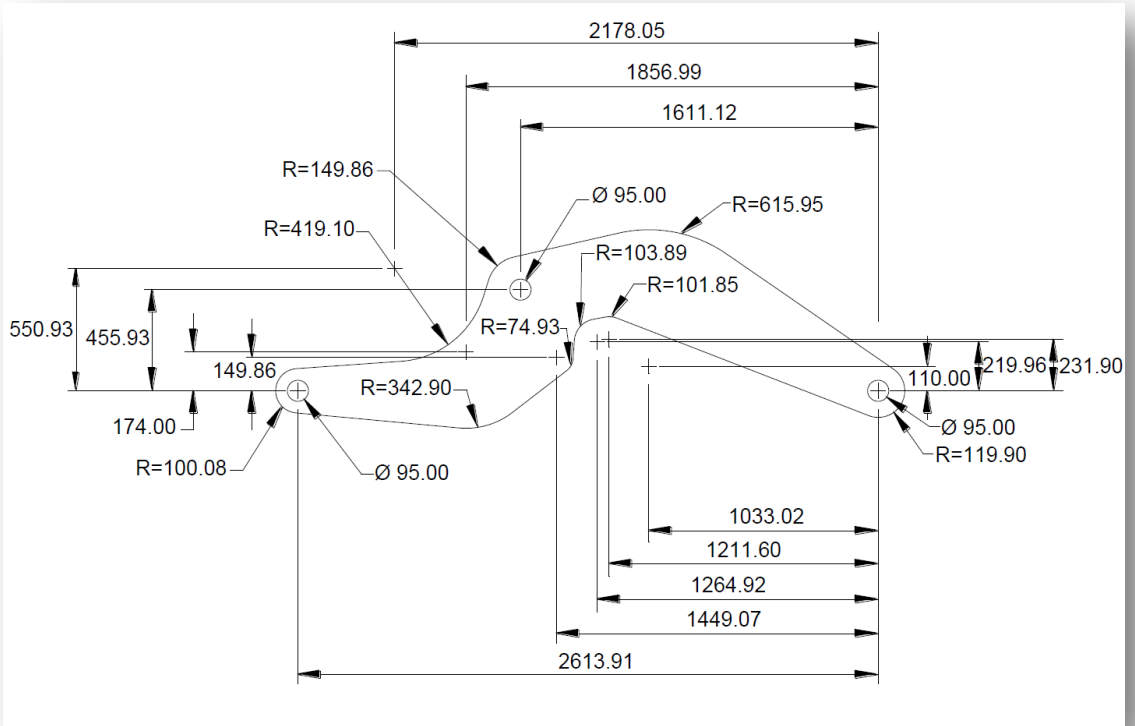 2178.05
1856.99
1611.12
R=149.86
Ø 95.00
R=615.95
R=419.10
R=103.89
R=101.85
550.93
455.93
R=74.93
149.86
219.96
231.90
110.00
R=342.90
174.00
Ø 95.00
R=119.90
R=100.08
Ø 95.00
1033.02
1211.60
1264.92
1449.07
2613.91